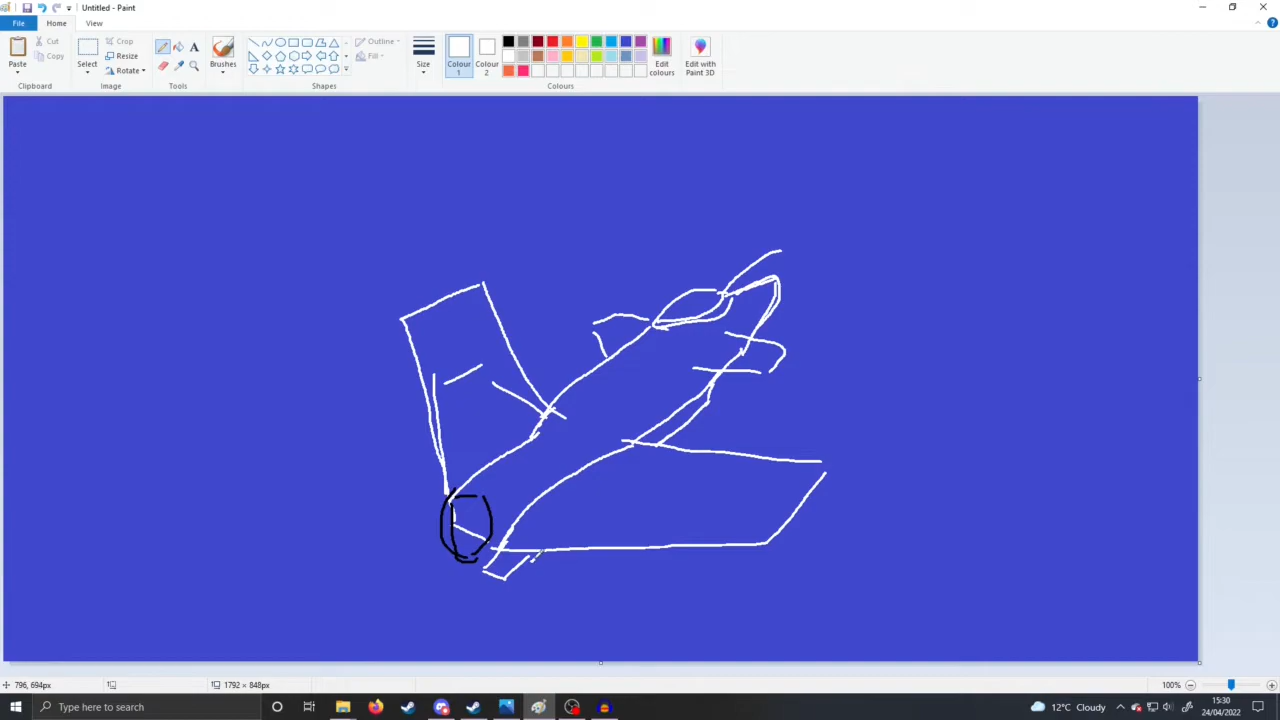 Untitled - Paint
File Home View
Cut
Copy
Paste
Clipboard
Crop
Resize
Rotate
Select
Image
A
Tools
Brushes
Outline
Fill
Shapes
Size
Colour 1
Colour 2
Edit colours
Edit with Paint 3D
Colours
796, 694px
1792 × 848px
100%
Type here to search
12°C Cloudy
15:30
24/04/2022